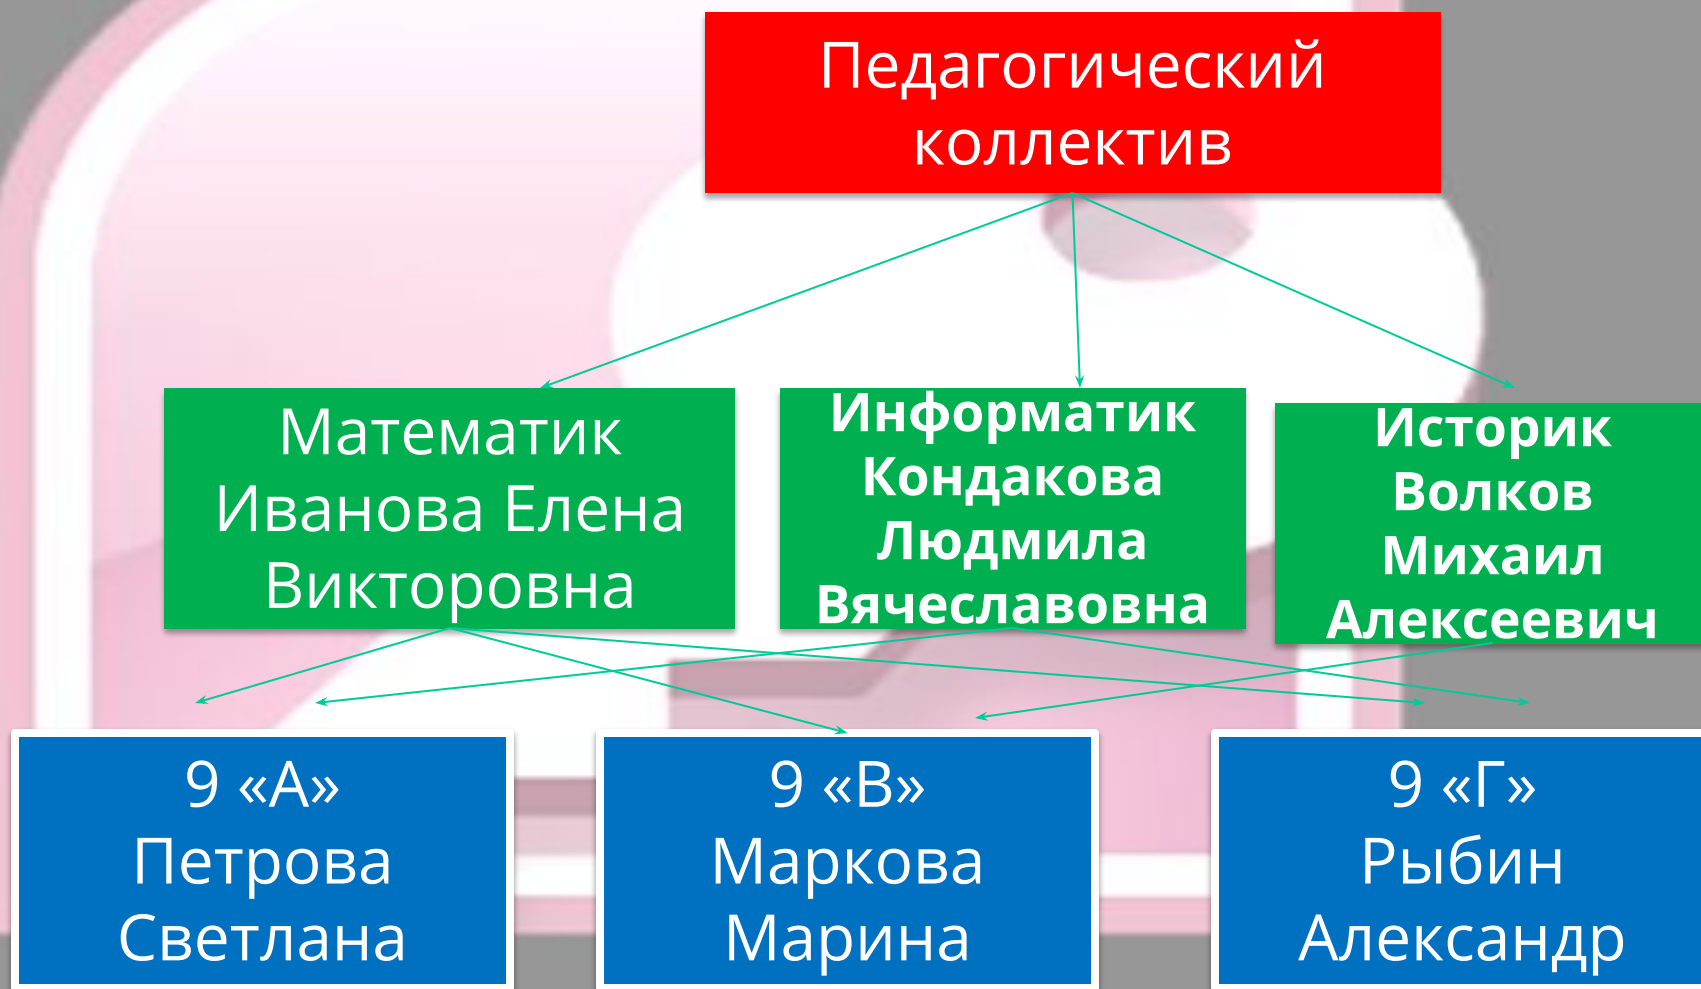 Педагогический
коллектив
Математик
Иванова Елена
Викторовна
Информатик
Кондакова
Людмила
Вячеславовна
Историк
Волков
Михаил
Алексеевич
9 «А»
Петрова
Светлана
9 «В»
Маркова
Марина
9 «Г»
Рыбин
Александр